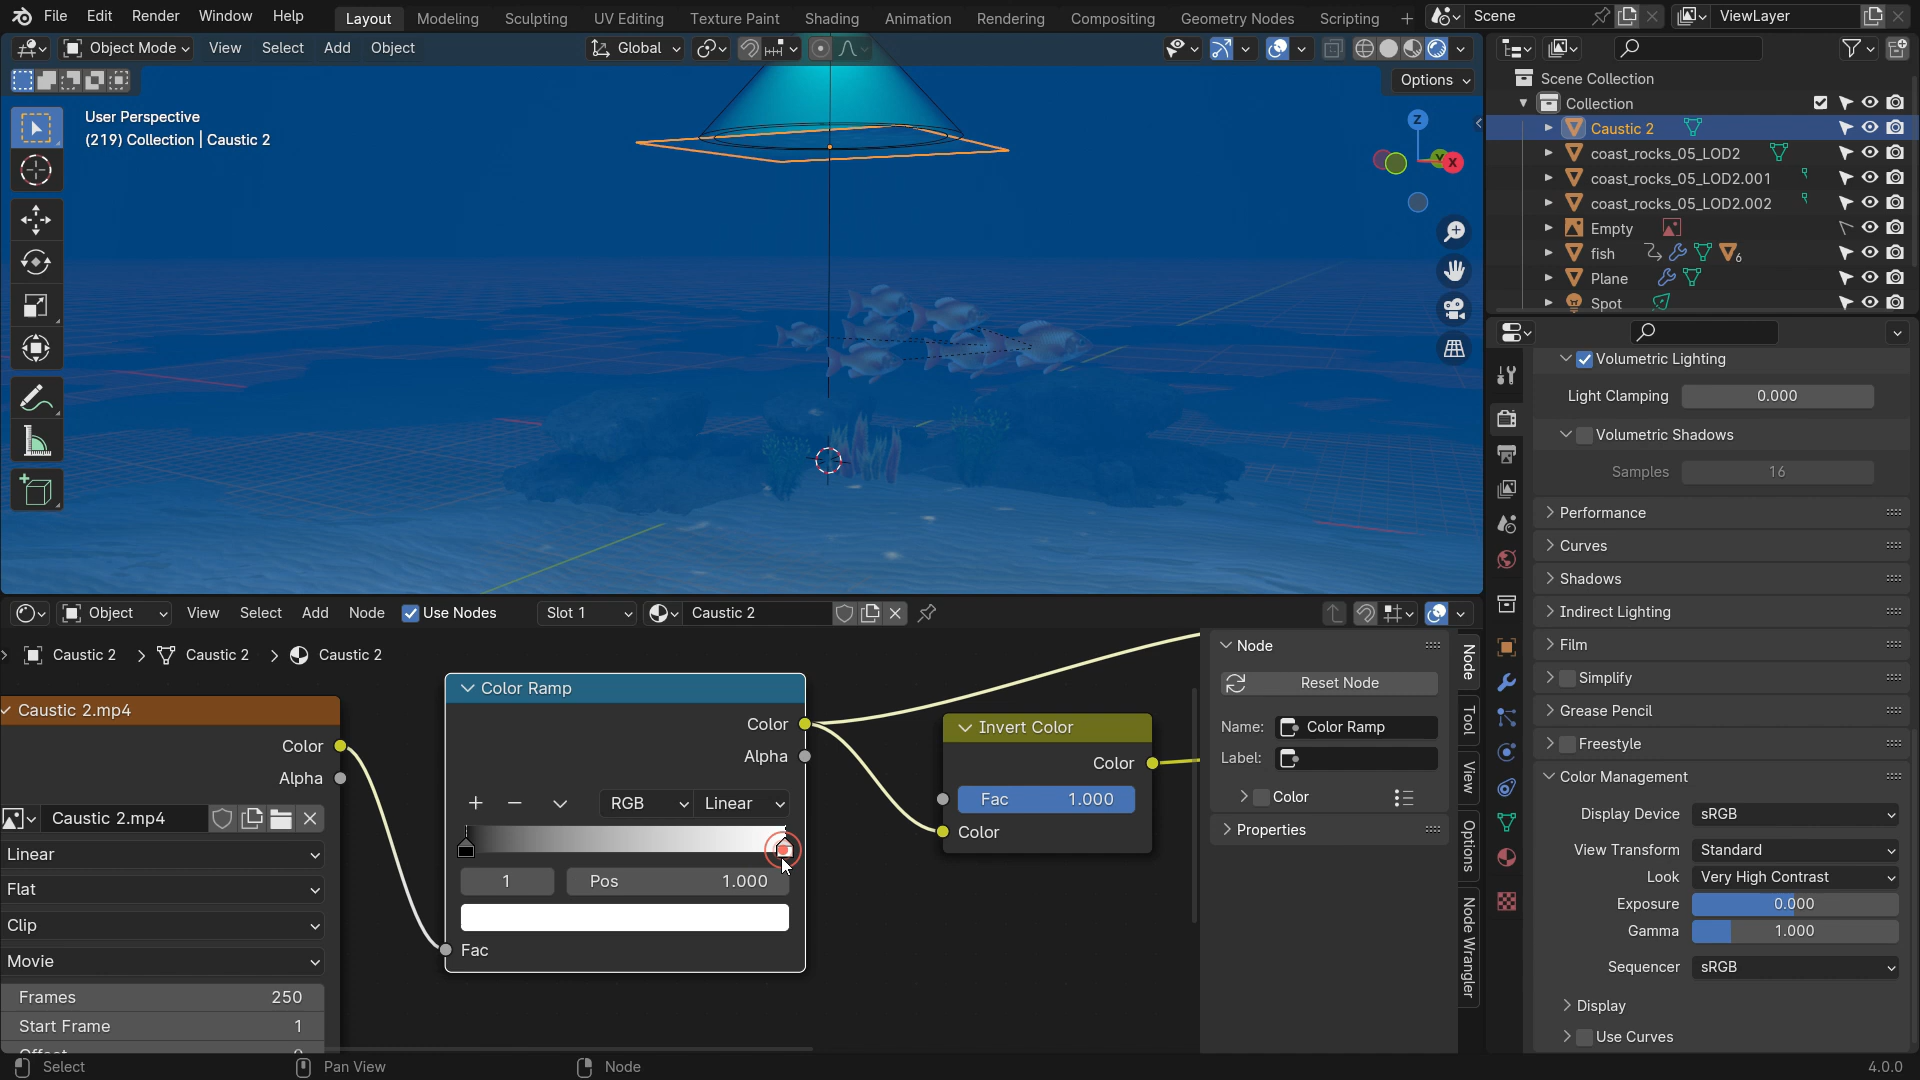 File Edit Render Window Help
Layout Modeling Sculpting UV Editing Texture Paint Shading Animation Rendering Compositing Geometry Nodes Scripting +
Scene
ViewLayer
Object Mode View Select Add Object
Global
Options
User Perspective
(219) Collection | Caustic 2
Z
Y
X
Scene Collection
Collection
Caustic 2
coast_rocks_05_LOD2
coast_rocks_05_LOD2.001
coast_rocks_05_LOD2.002
Empty
fish
6
Plane
Spot
Volumetric Lighting
Light Clamping 0.000
Volumetric Shadows
Samples 16
Performance
Curves
Shadows
Indirect Lighting
Film
Simplify
Grease Pencil
Freestyle
Color Management
Display Device sRGB
View Transform Standard
Look Very High Contrast
Exposure 0.000
Gamma 1.000
Sequencer sRGB
Display
Use Curves
Object View Select Add Node Use Nodes Slot 1 Caustic 2
Caustic 2 Caustic 2 Caustic 2
Caustic 2.mp4
Color
Alpha
Caustic 2.mp4
Linear
Flat
Clip
Movie
Frames 250
Start Frame 1
Color Ramp
Color
Alpha
RGB Linear
1 Pos 1.000
Fac
Invert Color
Color
Fac 1.000
Color
Node
Reset Node
Name: Color Ramp
Label:
Color
Properties
Node
Tool
View
Options
Node Wrangler
Select Pan View Node 4.0.0